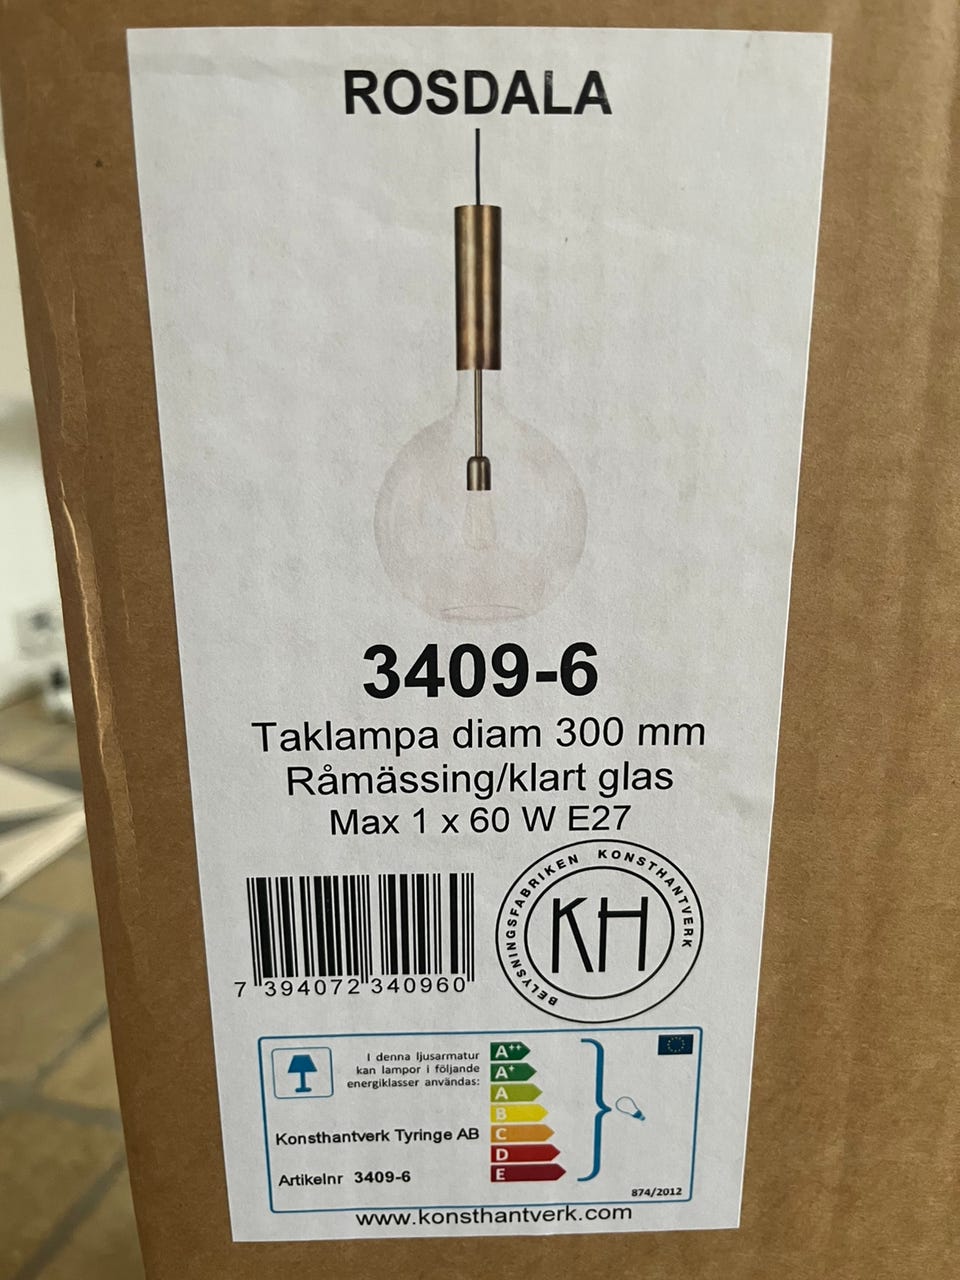 ROSDALA
3409-6
Taklampa diam 300 mm
Råmässing/klart glas
Max 1 x 60 W E27
BELYSNINGSFABRIKEN KONSTHANTVERK
KH
7 394072 340960
I denna ljusarmatur
kan lampor i följande
energiklasser användas:
A++
A+
A
B
C
D
E
Konsthantverk Tyringe AB
Artikelnr 3409-6
874/2012
www.konsthantverk.com